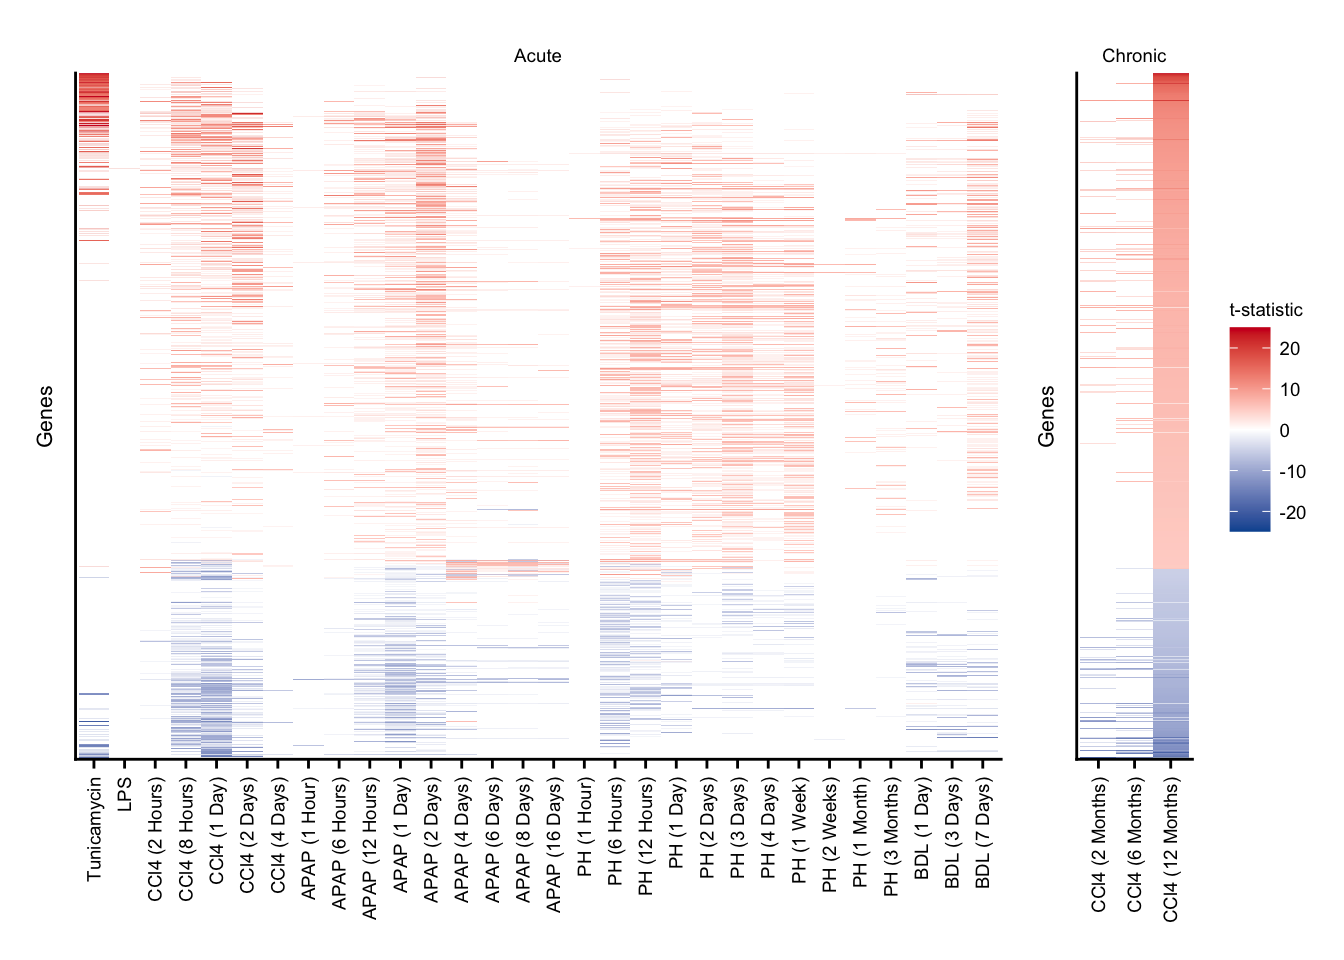 Acute
Chronic
Genes
Genes
t-statistic
20
10
0
-10
-20
Tunicamycin
LPS
CCl4 (2 Hours)
CCl4 (8 Hours)
CCl4 (1 Day)
CCl4 (2 Days)
CCl4 (4 Days)
APAP (1 Hour)
APAP (6 Hours)
APAP (12 Hours)
APAP (1 Day)
APAP (2 Days)
APAP (4 Days)
APAP (6 Days)
APAP (8 Days)
APAP (16 Days)
PH (1 Hour)
PH (6 Hours)
PH (12 Hours)
PH (1 Day)
PH (2 Days)
PH (3 Days)
PH (4 Days)
PH (1 Week)
PH (2 Weeks)
PH (1 Month)
PH (3 Months)
BDL (1 Day)
BDL (3 Days)
BDL (7 Days)
CCl4 (2 Months)
CCl4 (6 Months)
CCl4 (12 Months)